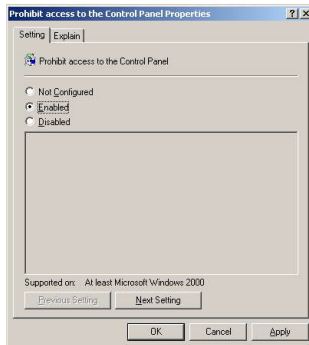 Prohibit access to the Control Panel Properties
Setting
Explain
Prohibit access to the Control Panel
Not Configured
Enabled
Disabled
Supported on: At least Microsoft Windows 2000
Previous Setting
Next Setting
OK
Cancel
Apply